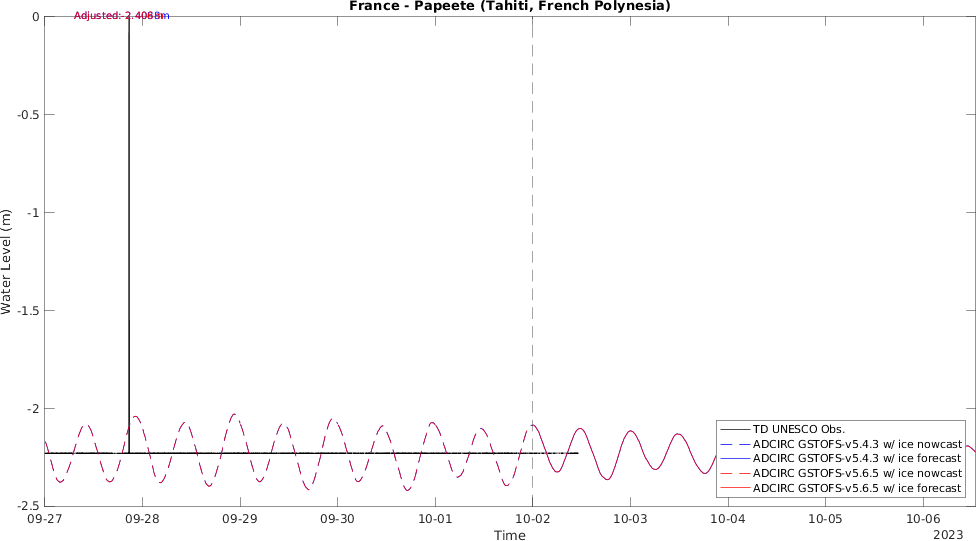 France - Papeete (Tahiti, French Polynesia)
0
-0.5
-1
-1.5
-2
-2.5
Water Level (m)
09-27
09-28
09-29
09-30
10-01
10-02
10-03
10-04
10-05
10-06
Time
2023
TD UNESCO Obs.
ADCIRC GSTOFS-v5.4.3 w/ ice nowcast
ADCIRC GSTOFS-v5.4.3 w/ ice forecast
ADCIRC GSTOFS-v5.6.5 w/ ice nowcast
ADCIRC GSTOFS-v5.6.5 w/ ice forecast